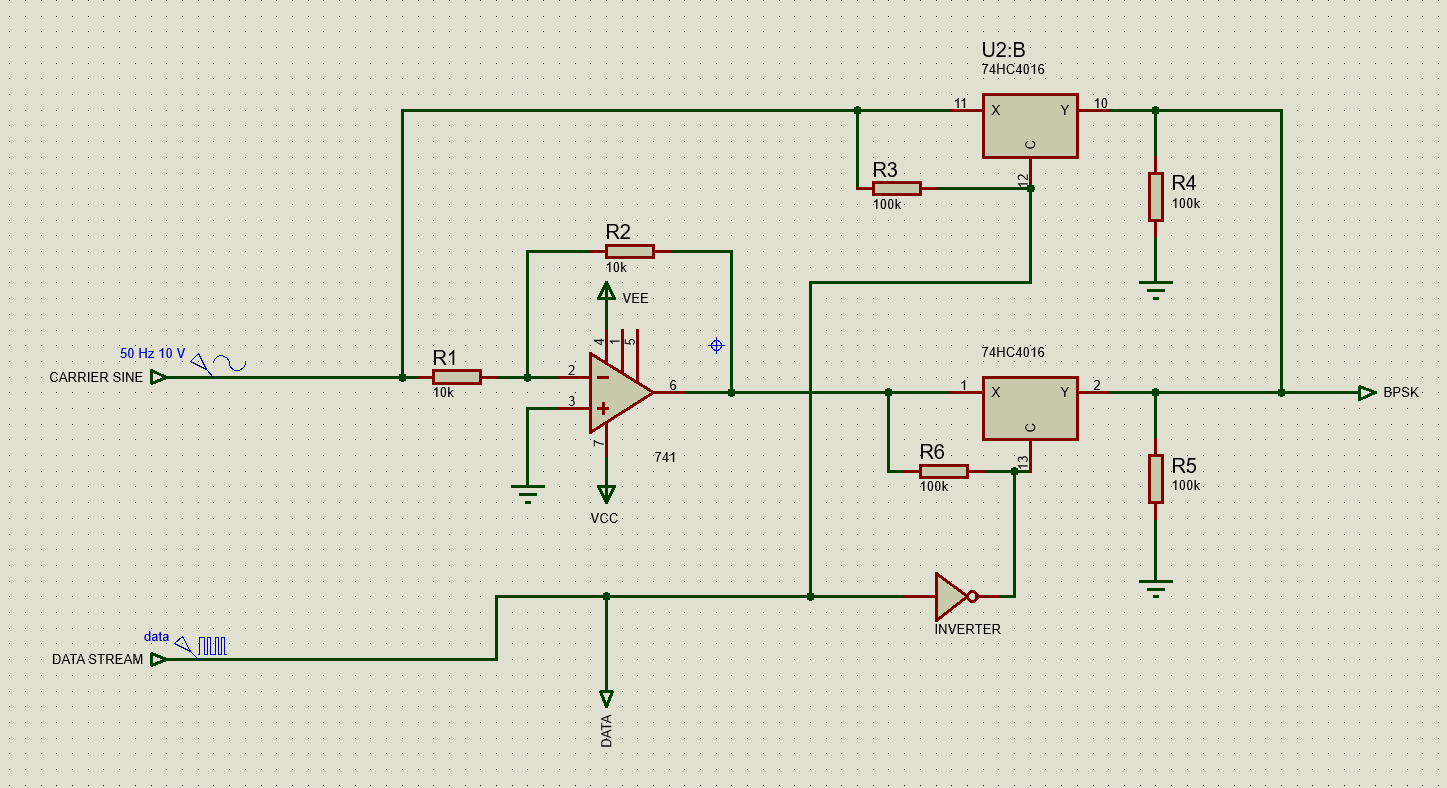 U2:B
74HC4016
11
X
Y
10
C
12
R3
100k
R4
100k
R2
10k
VEE
4
1
5
50 Hz 10 V
CARRIER SINE
R1
10k
2
3
6
7
741
VCC
74HC4016
1
X
Y
2
C
13
BPSK
R6
100k
R5
100k
INVERTER
data
DATA STREAM
DATA